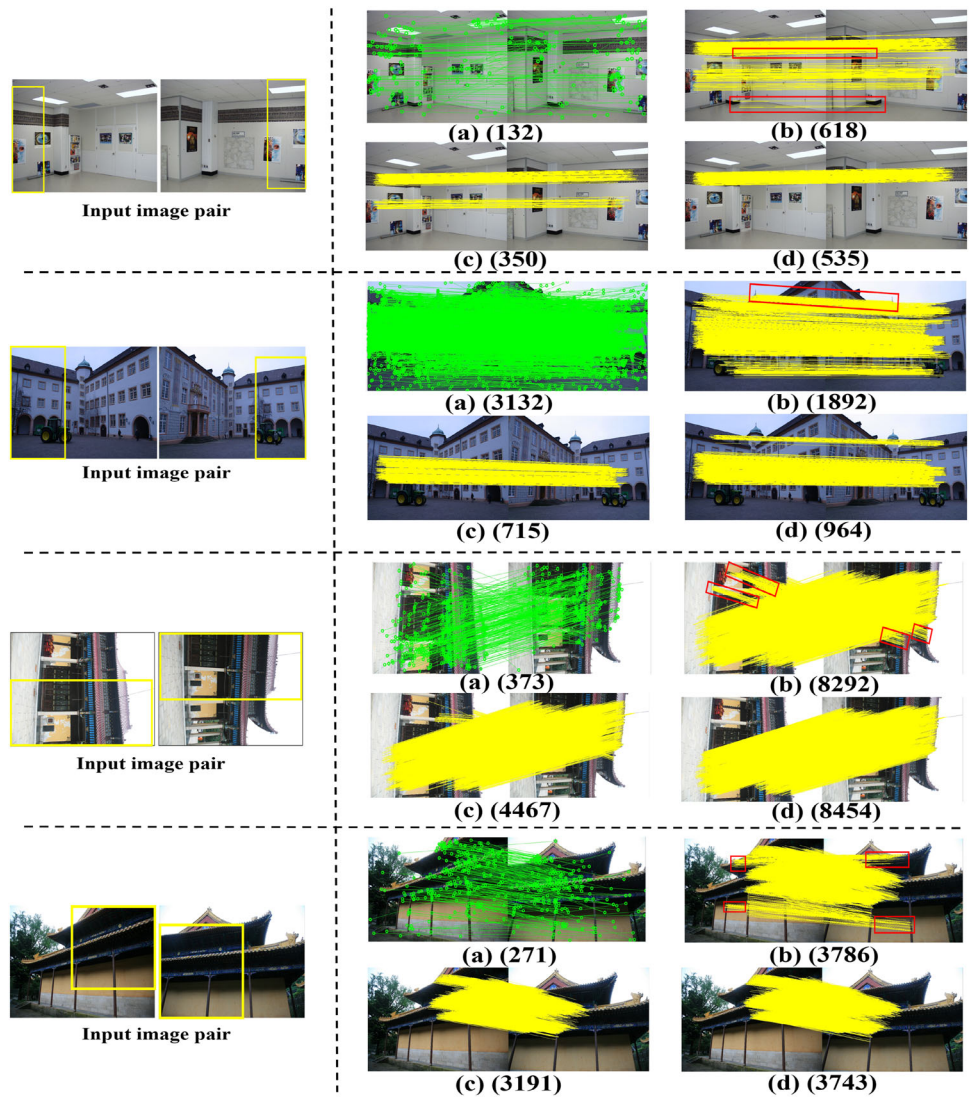 (a) (132)
(b) (618)
Input image pair
(c) (350)
(d) (535)
(a) (3132)
(b) (1892)
Input image pair
(c) (715)
(d) (964)
(a) (373)
(b) (8292)
Input image pair
(c) (4467)
(d) (8454)
(a) (271)
(b) (3786)
Input image pair
(c) (3191)
(d) (3743)